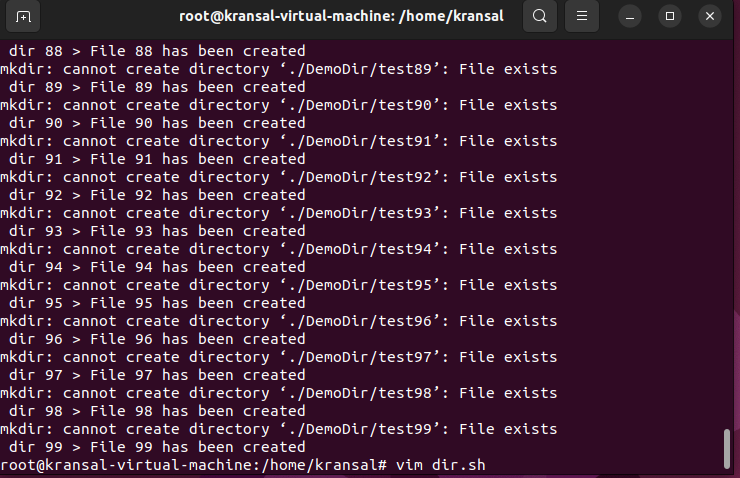 root@kransal-virtual-machine: /home/kransal
dir 88 > File 88 has been created
mkdir: cannot create directory ‘./DemoDir/test89’: File exists
dir 89 > File 89 has been created
mkdir: cannot create directory ‘./DemoDir/test90’: File exists
dir 90 > File 90 has been created
mkdir: cannot create directory ‘./DemoDir/test91’: File exists
dir 91 > File 91 has been created
mkdir: cannot create directory ‘./DemoDir/test92’: File exists
dir 92 > File 92 has been created
mkdir: cannot create directory ‘./DemoDir/test93’: File exists
dir 93 > File 93 has been created
mkdir: cannot create directory ‘./DemoDir/test94’: File exists
dir 94 > File 94 has been created
mkdir: cannot create directory ‘./DemoDir/test95’: File exists
dir 95 > File 95 has been created
mkdir: cannot create directory ‘./DemoDir/test96’: File exists
dir 96 > File 96 has been created
mkdir: cannot create directory ‘./DemoDir/test97’: File exists
dir 97 > File 97 has been created
mkdir: cannot create directory ‘./DemoDir/test98’: File exists
dir 98 > File 98 has been created
mkdir: cannot create directory ‘./DemoDir/test99’: File exists
dir 99 > File 99 has been created
root@kransal-virtual-machine:/home/kransal# vim dir.sh